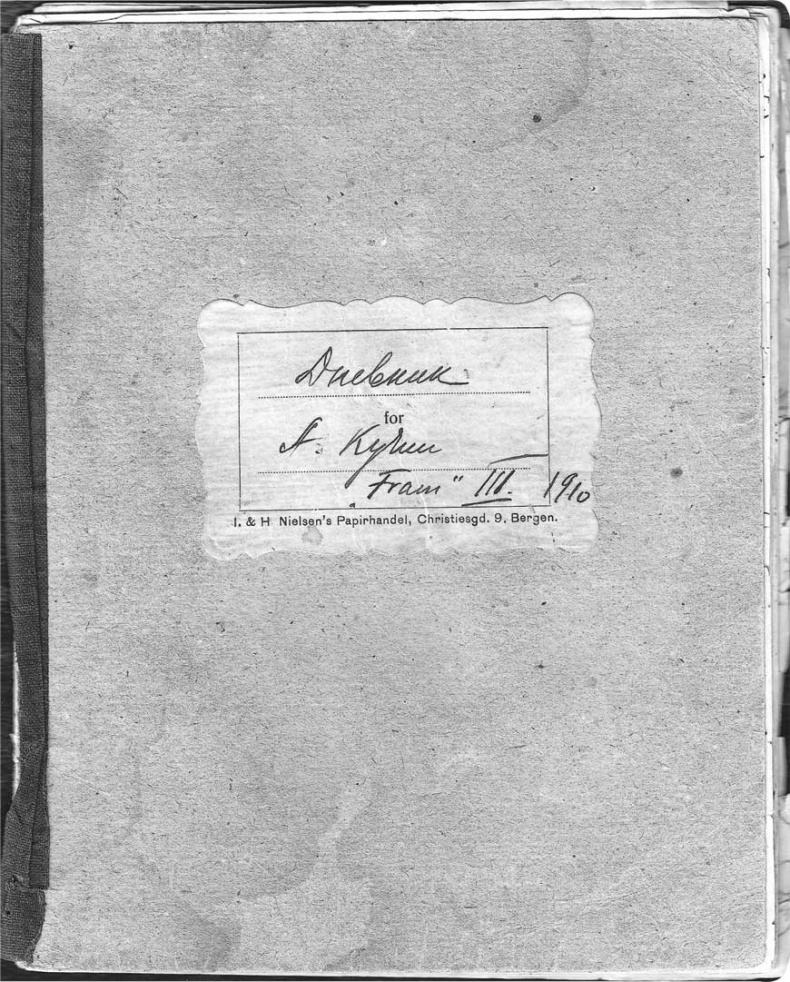 Дневник
for
А. Кучин
„Fram" III. 1910
I. & H. Nielsen's Papirhandel, Christiesgd. 9, Bergen.